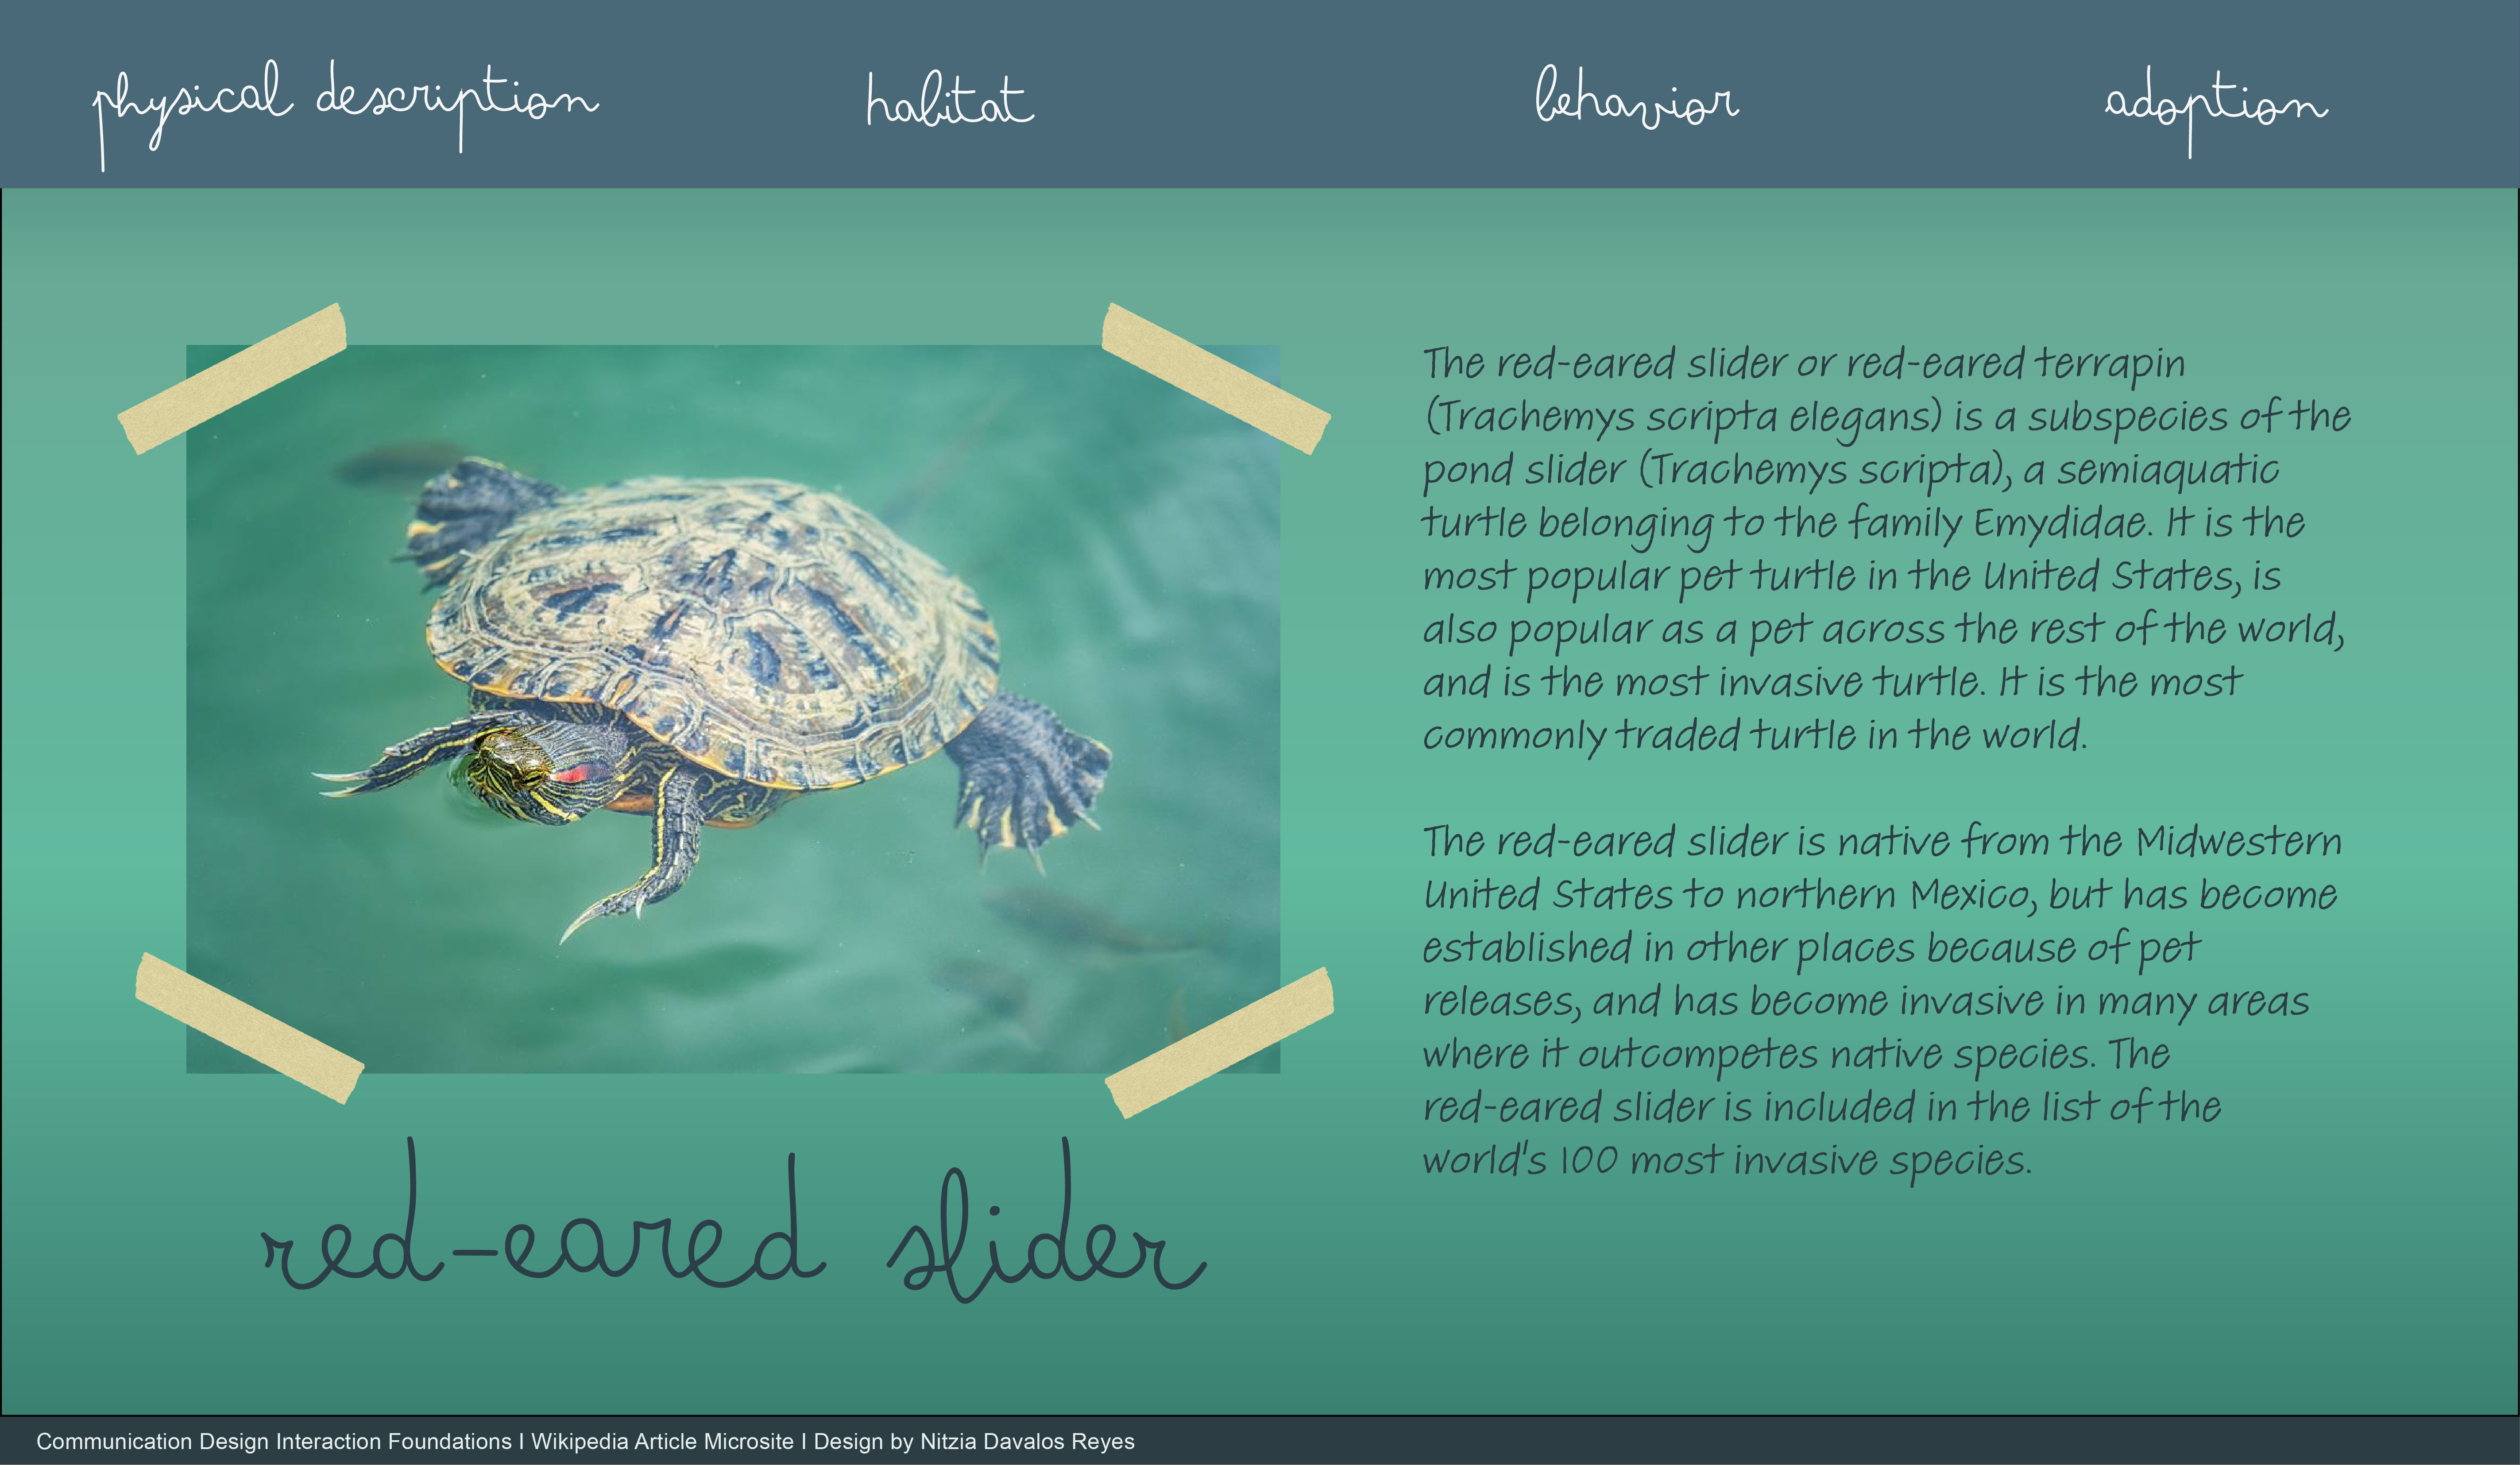 physical description habitat behavior adoption
The red-eared slider or red-eared terrapin
(Trachemys scripta elegans) is a subspecies of the
pond slider (Trachemys scripta), a semiaquatic
turtle belonging to the family Emydidae. It is the
most popular pet turtle in the United States, is
also popular as a pet across the rest of the world,
and is the most invasive turtle. It is the most
commonly traded turtle in the world.
The red-eared slider is native from the Midwestern
United States to northern Mexico, but has become
established in other places because of pet
releases, and has become invasive in many areas
where it outcompetes native species. The
red-eared slider is included in the list of the
world's 100 most invasive species.
red-eared slider
Communication Design Interaction Foundations I Wikipedia Article Microsite I Design by Nitzia Davalos Reyes